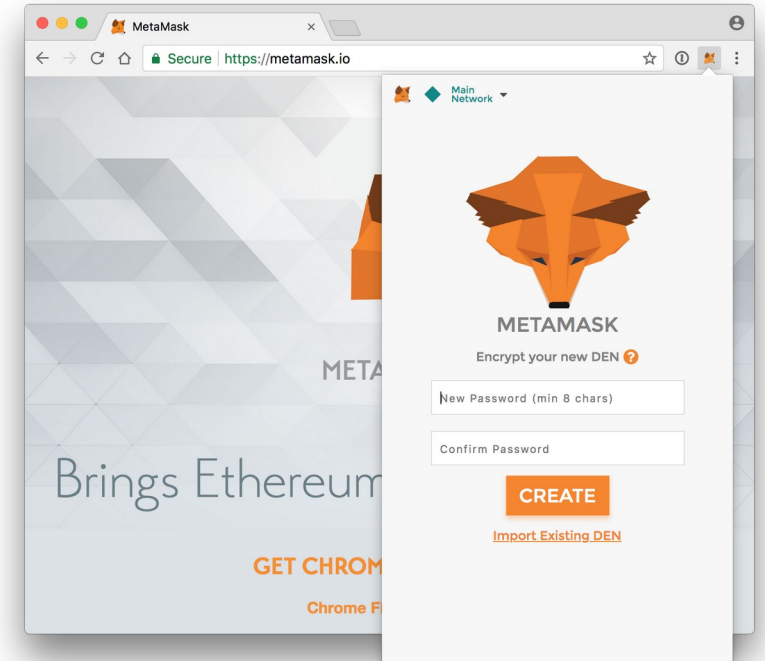 MetaMask
Secure
https://metamask.io
Main
Network
METAMASK
Encrypt your new DEN ?
New Password (min 8 chars)
Confirm Password
CREATE
Import Existing DEN
META
Brings Ethereum
GET CHROM
Chrome